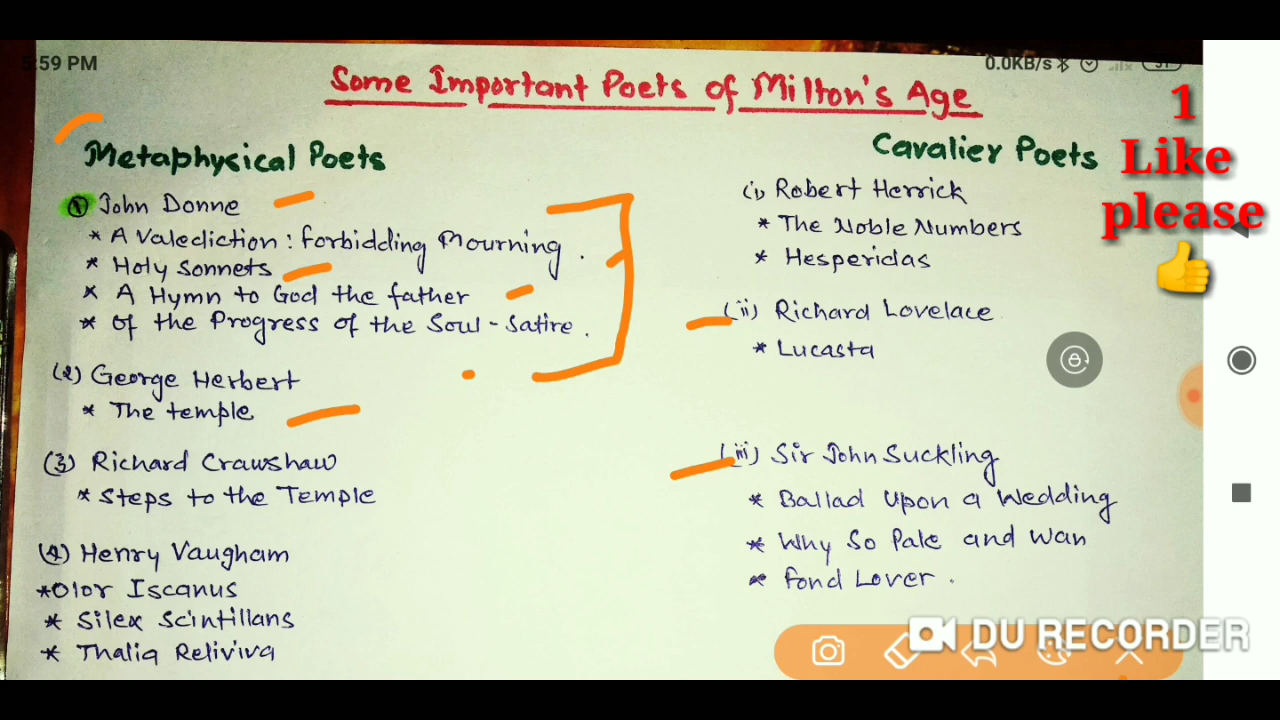 5:59 PM
0.0KB/s
Some Important Poets of Milton's Age
1
Like
please
Metaphysical Poets
(1) John Donne
* A Valediction: forbidding Mourning.
* Holy Sonnets
* A Hymn to God the father
* Of the Progress of the Soul - Satire.
(2) George Herbert
* The temple
(3) Richard Crawshaw
* Steps to the Temple
(4) Henry Vaugham
* Olor Iscanus
* Silex Scintillans
* Thalia Reliviva
Cavalier Poets
(i) Robert Herrick
* The Noble Numbers
* Hesperidas
(ii) Richard Lovelace
* Lucasta
(iii) Sir John Suckling
* Ballad Upon a Wedding
* Why So Pale and Wan
* fond Lover.
DU RECORDER